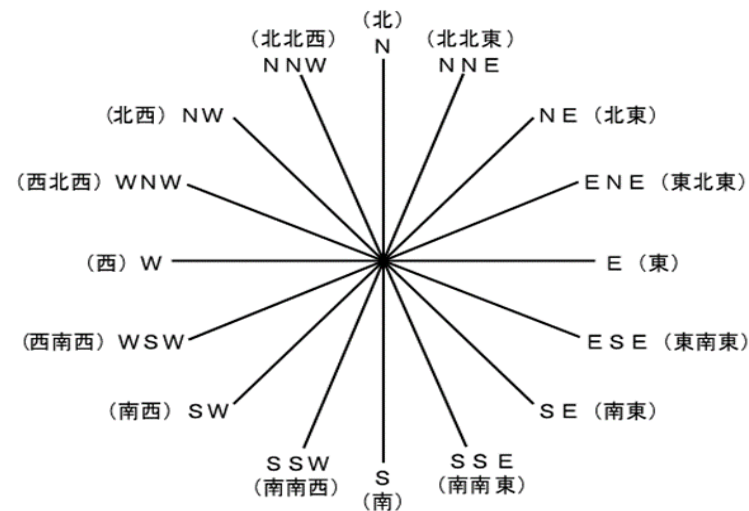 (北)
N
(北北西)
NNW
(北北東)
NNE
(北西) NW
NE (北東)
(西北西) WNW
ENE (東北東)
(西) W
E (東)
(西南西) WSW
ESE (東南東)
(南西) SW
SE (南東)
SSW
(南南西)
S
(南)
SSE
(南南東)